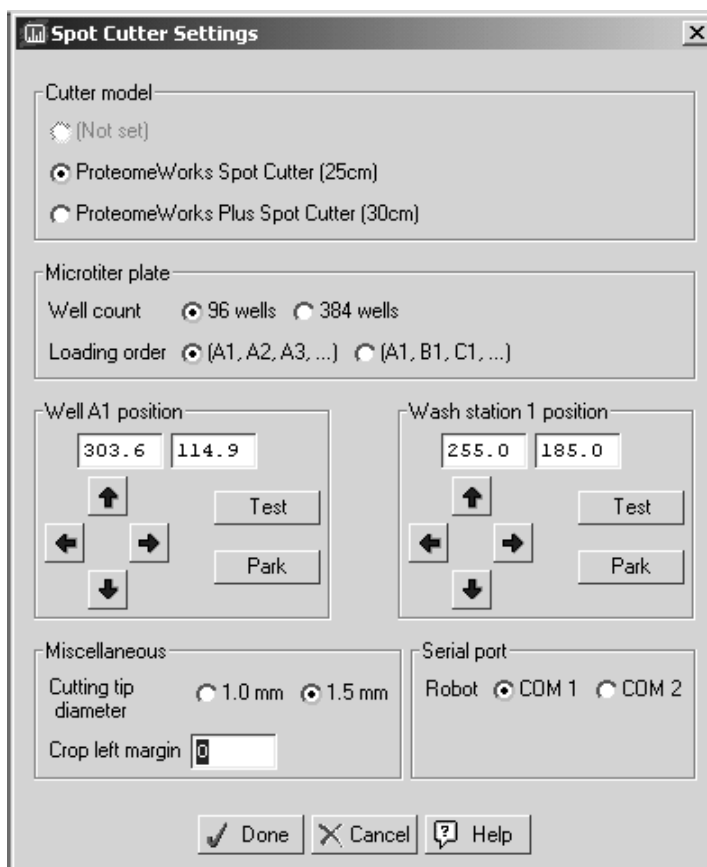 Spot Cutter Settings
Cutter model
(Not set)
ProteomeWorks Spot Cutter (25cm)
ProteomeWorks Plus Spot Cutter (30cm)
Microtiter plate
Well count 96 wells 384 wells
Loading order (A1, A2, A3, ...) (A1, B1, C1, ...)
Well A1 position
303.6 114.9
Test
Park
Wash station 1 position
255.0 185.0
Test
Park
Miscellaneous
Cutting tip diameter 1.0 mm 1.5 mm
Crop left margin 0
Serial port
Robot COM 1 COM 2
Done Cancel Help